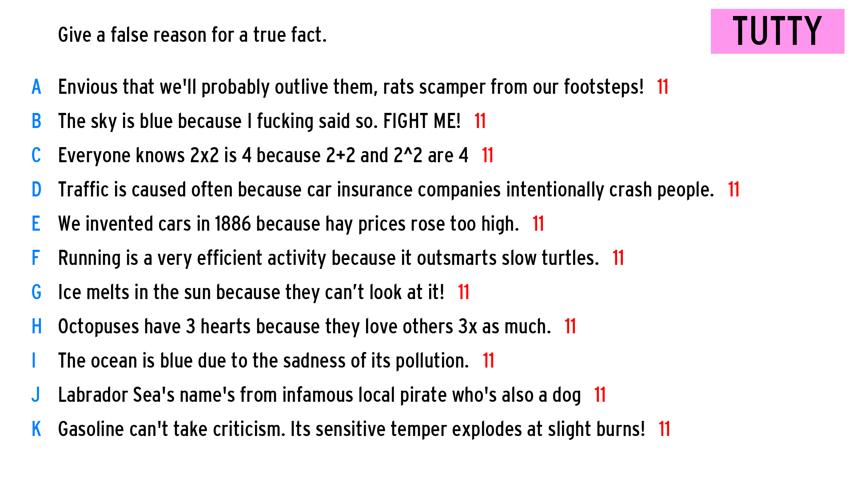 Give a false reason for a true fact.
TUTTY
A Envious that we'll probably outlive them, rats scamper from our footsteps! 11
B The sky is blue because I fucking said so. FIGHT ME! 11
C Everyone knows 2x2 is 4 because 2+2 and 2^2 are 4 11
D Traffic is caused often because car insurance companies intentionally crash people. 11
E We invented cars in 1886 because hay prices rose too high. 11
F Running is a very efficient activity because it outsmarts slow turtles. 11
G Ice melts in the sun because they can’t look at it! 11
H Octopuses have 3 hearts because they love others 3x as much. 11
I The ocean is blue due to the sadness of its pollution. 11
J Labrador Sea's name's from infamous local pirate who's also a dog 11
K Gasoline can't take criticism. Its sensitive temper explodes at slight burns! 11